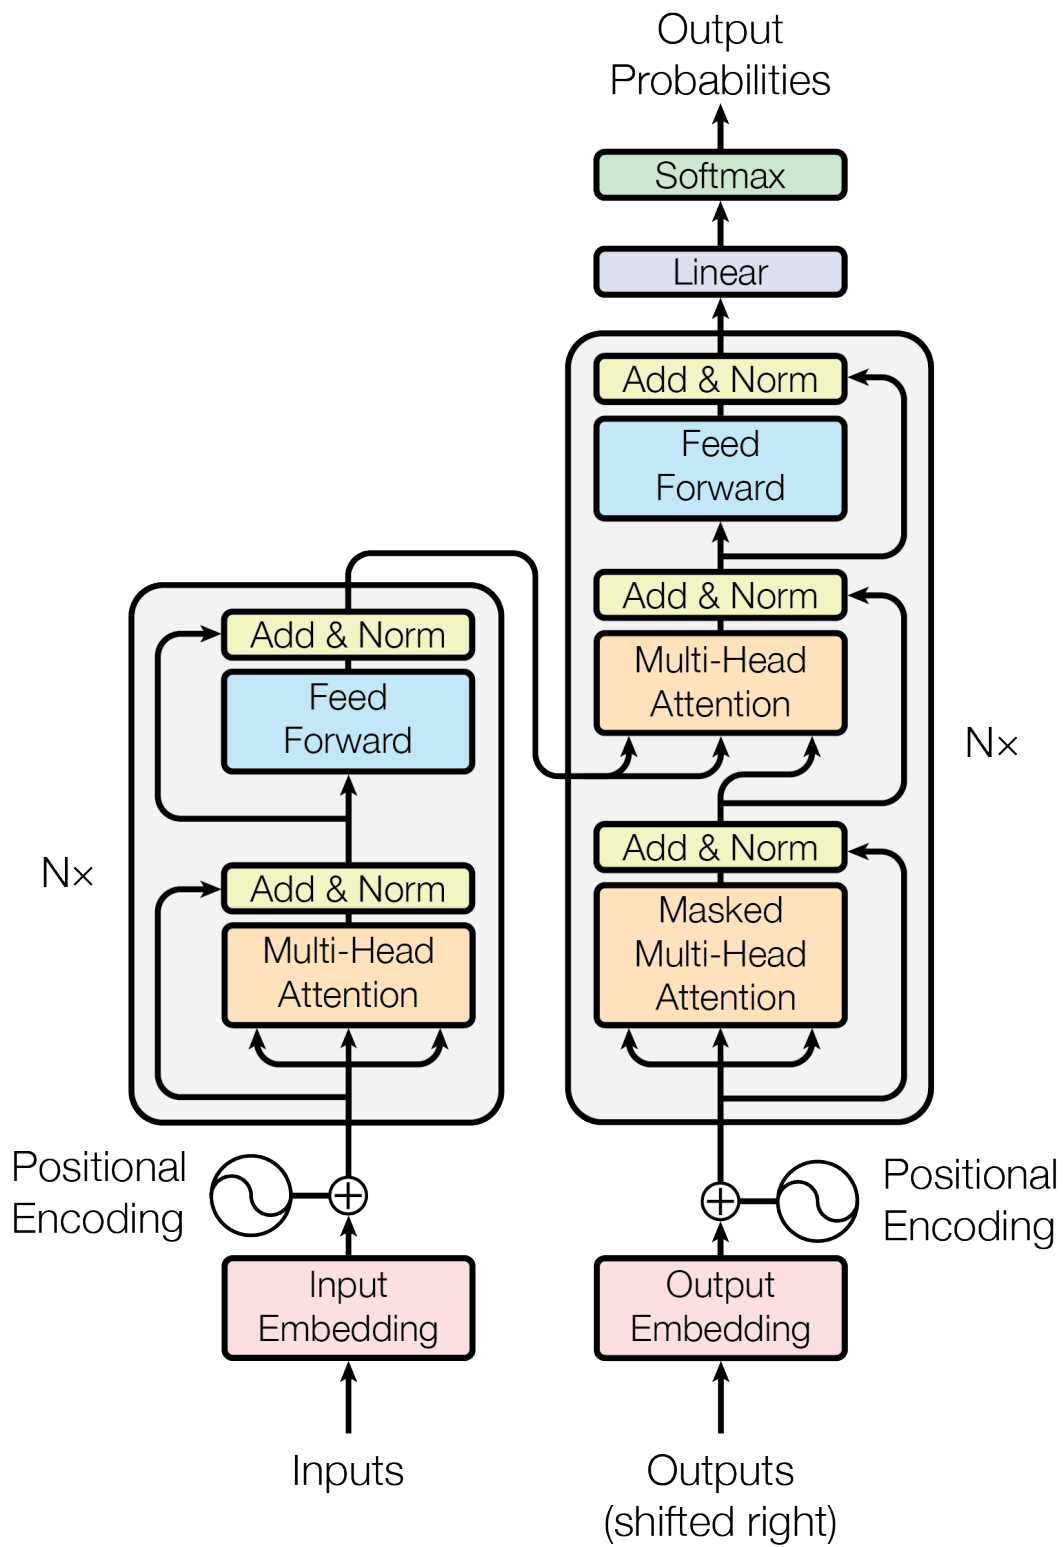 Output
Probabilities
Softmax
Linear
Add & Norm
Feed
Forward
Add & Norm
Multi-Head
Attention
Add & Norm
Masked
Multi-Head
Attention
N×
Add & Norm
Feed
Forward
Add & Norm
Multi-Head
Attention
N×
Positional
Encoding
Positional
Encoding
Input
Embedding
Output
Embedding
Inputs
Outputs
(shifted right)